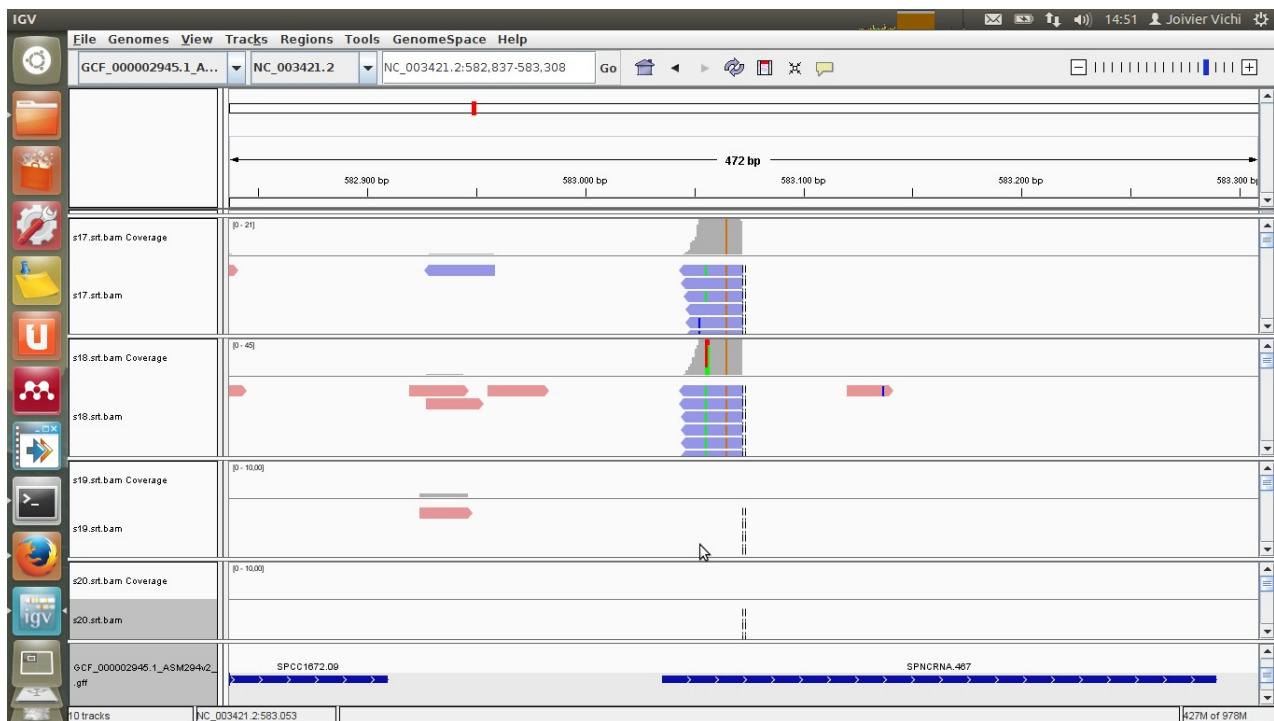 IGV
14:51 Joivier Vichi
File Genomes View Tracks Regions Tools GenomeSpace Help
GCF_000002945.1_A... NC_003421.2 NC_003421.2:582,837-583,308 Go
472 bp
582.900 bp 583.000 bp 583.100 bp 583.200 bp 583.300 bp
[0 - 21]
s17.srt.bam Coverage
s17.srt.bam
[0 - 45]
s18.srt.bam Coverage
s18.srt.bam
[0 - 10,00]
s19.srt.bam Coverage
s19.srt.bam
[0 - 10,00]
s20.srt.bam Coverage
s20.srt.bam
GCF_000002945.1_ASM294v2_
.gff
SPCC1672.09 SPNCRNA.467
10 tracks NC_003421.2:583.053 427M of 978M